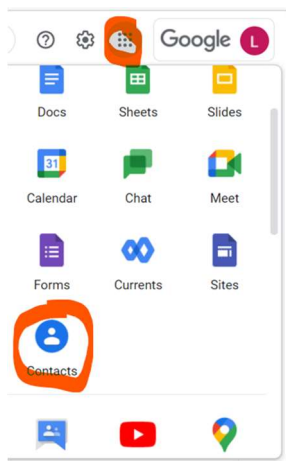 Google L
Docs Sheets Slides
31
Calendar Chat Meet
Forms Currents Sites
Contacts